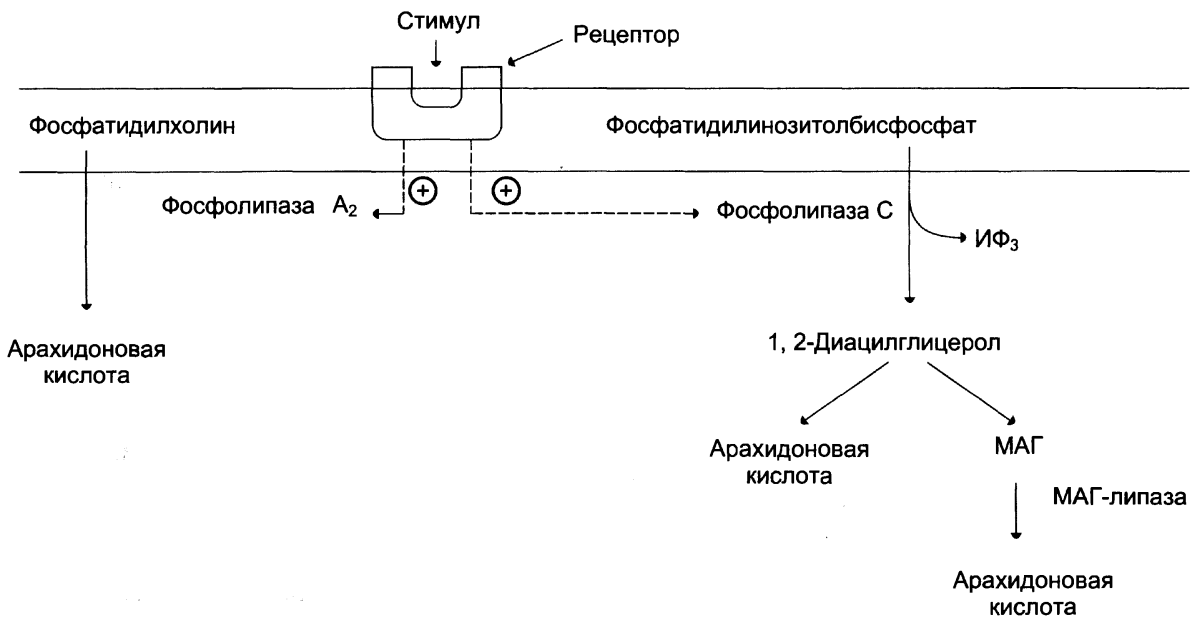 Стимул
Рецептор
Фосфатидилхолин
Фосфатидилинозитолбисфосфат
+
+
Фосфолипаза А₂
Фосфолипаза С
ИФ₃
Арахидоновая
кислота
1, 2-Диацилглицерол
Арахидоновая
кислота
МАГ
МАГ-липаза
Арахидоновая
кислота